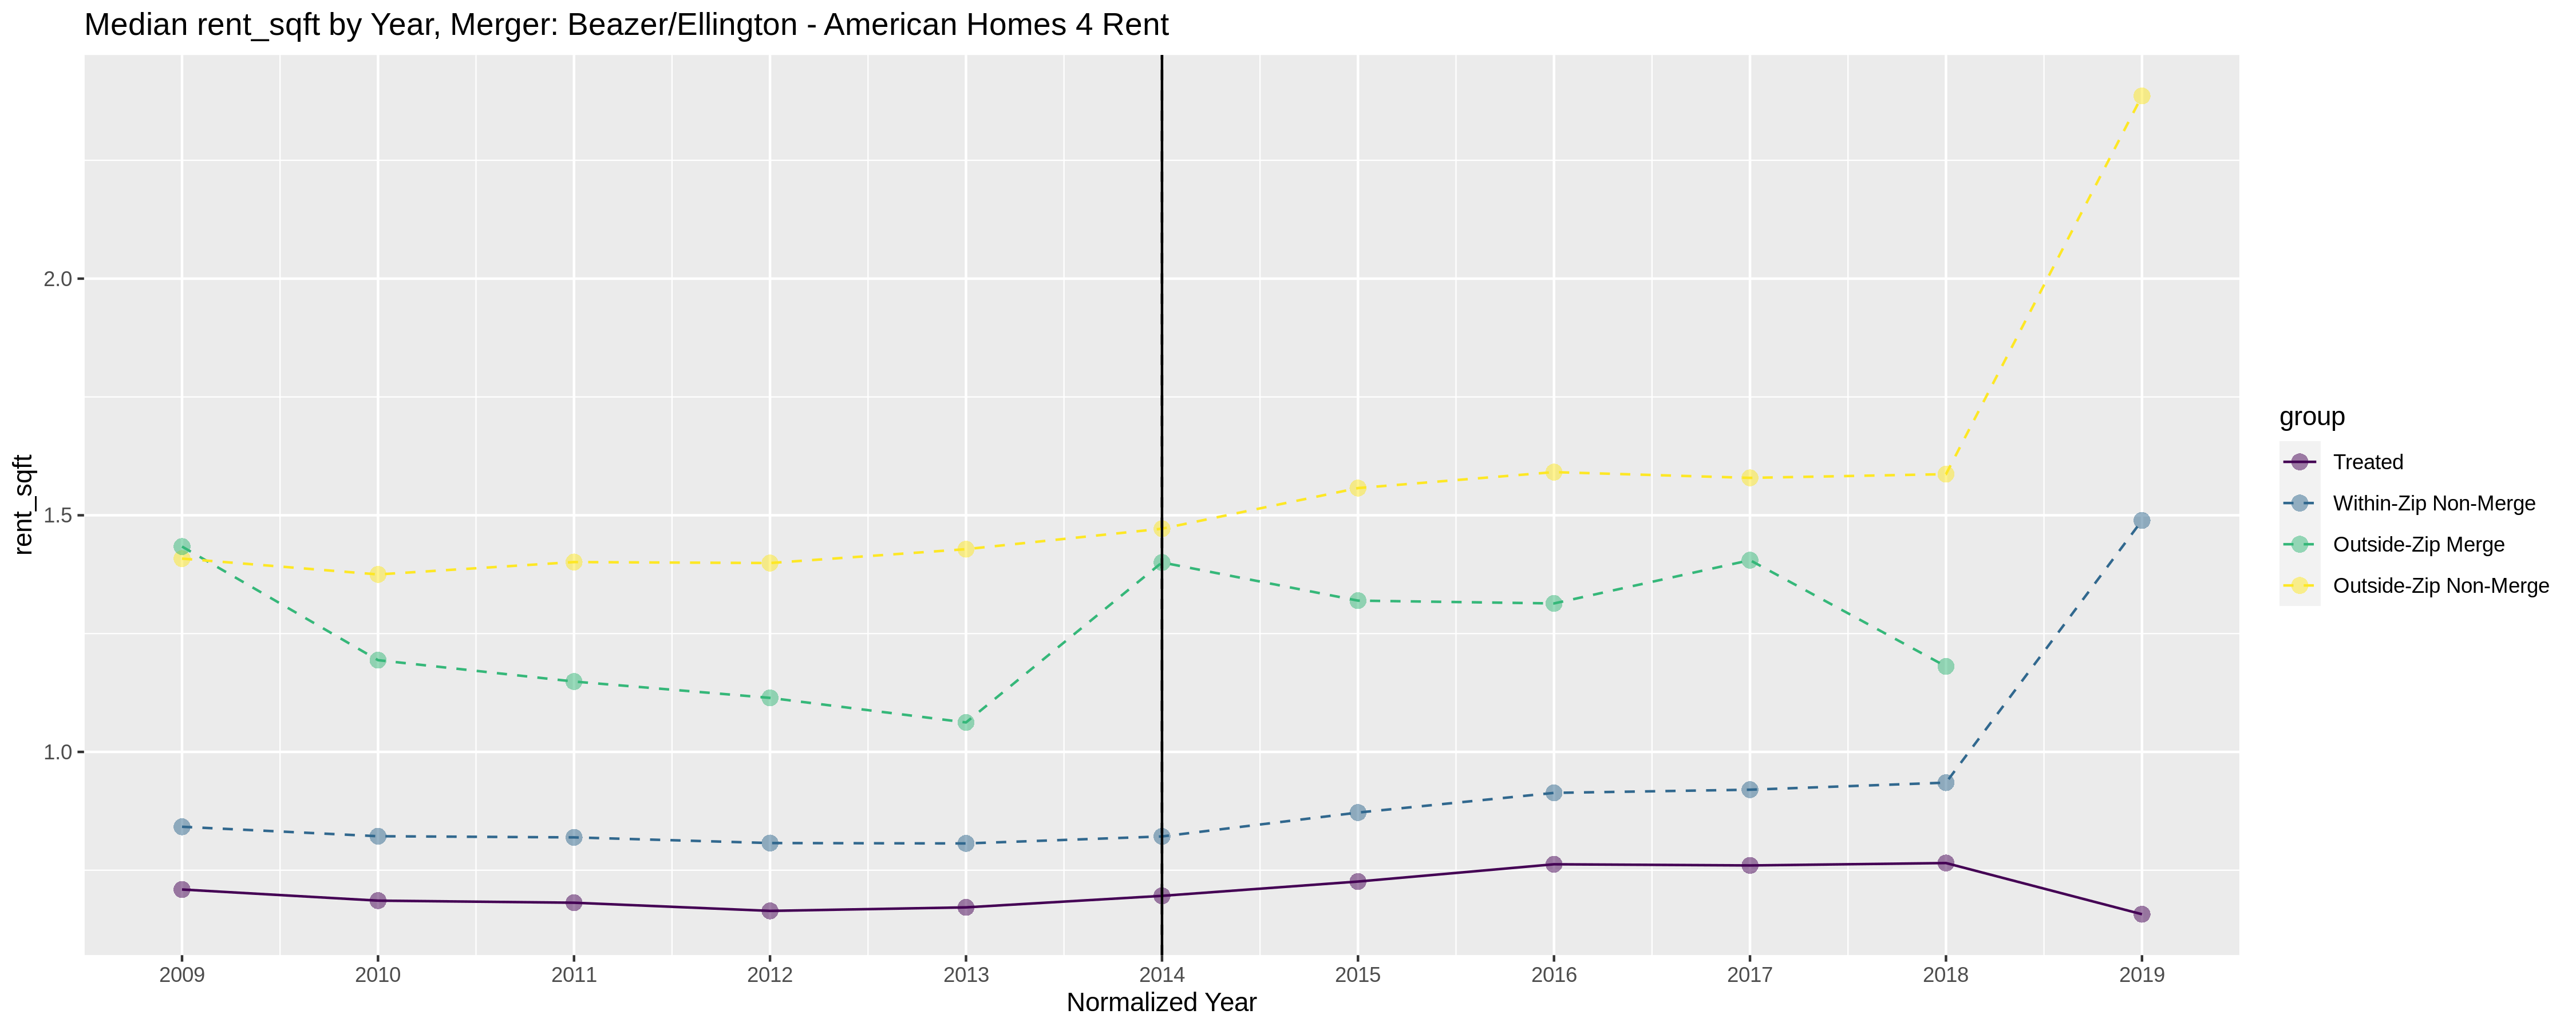 Median rent_sqft by Year, Merger: Beazer/Ellington - American Homes 4 Rent
rent_sqft
2.0
1.5
1.0
2009 2010 2011 2012 2013 2014 2015 2016 2017 2018 2019
Normalized Year
group
Treated
Within-Zip Non-Merge
Outside-Zip Merge
Outside-Zip Non-Merge